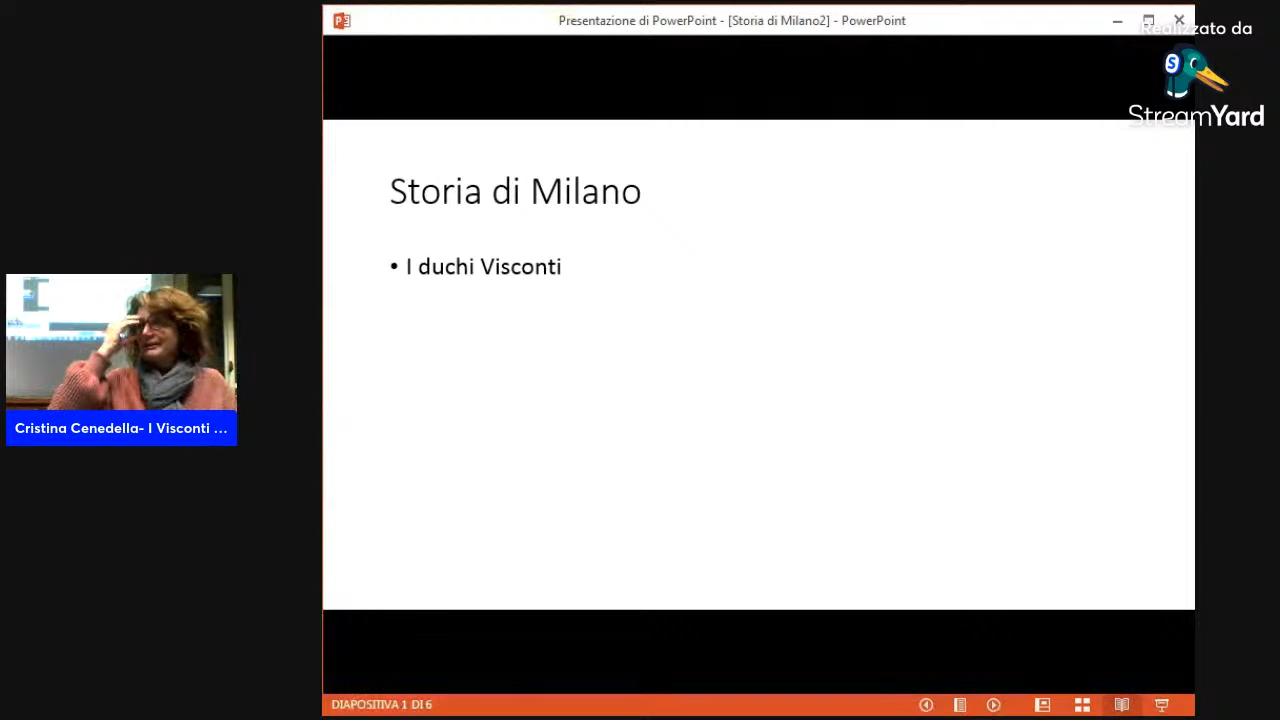 Presentazione di PowerPoint - [Storia di Milano2] - PowerPoint
Realizzato da
StreamYard
Storia di Milano
• I duchi Visconti
Cristina Cenedella- I Visconti ...
DIAPOSITIVA 1 DI 6